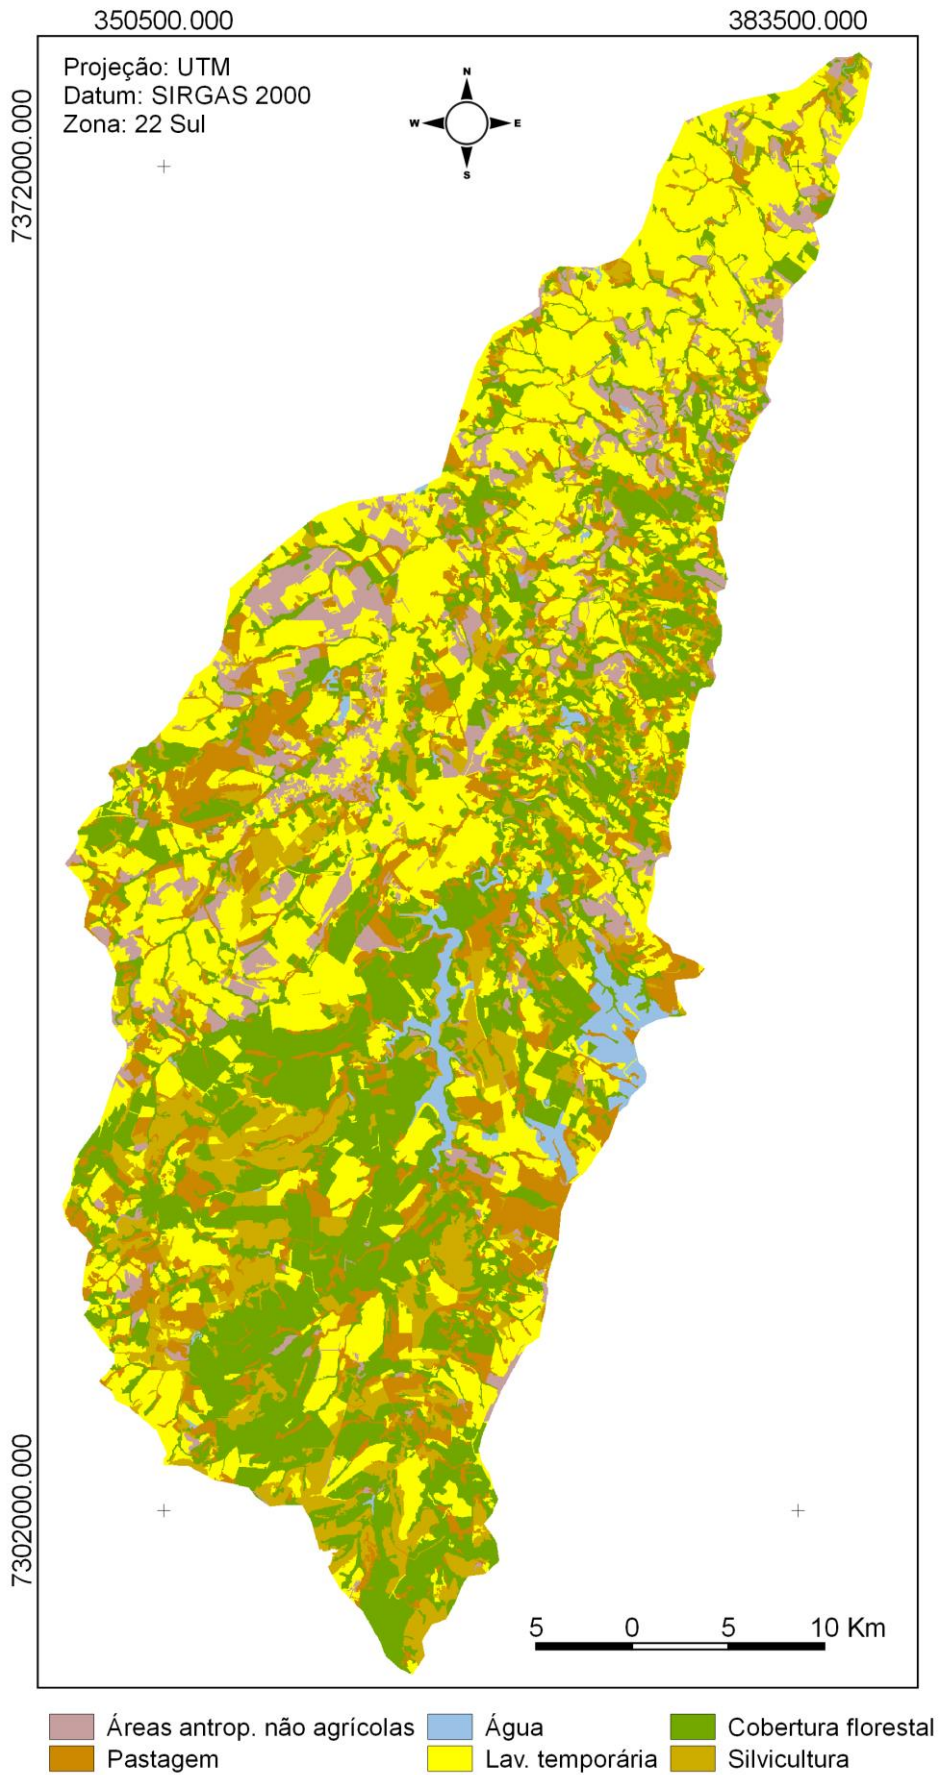 350500.000 383500.000
Projeção: UTM
Datum: SIRGAS 2000
Zona: 22 Sul
N
W E
S
7372000.000
7302000.000
5 0 5 10 Km
Áreas antrop. não agrícolas Água Cobertura florestal
Pastagem Lav. temporária Silvicultura